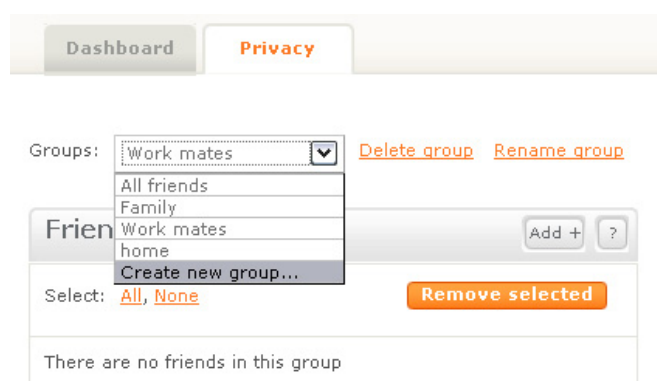 Dashboard Privacy
Groups: Work mates Delete group Rename group
All friends
Family
Work mates
home
Create new group...
Frien Add + ?
Select: All, None Remove selected
There are no friends in this group